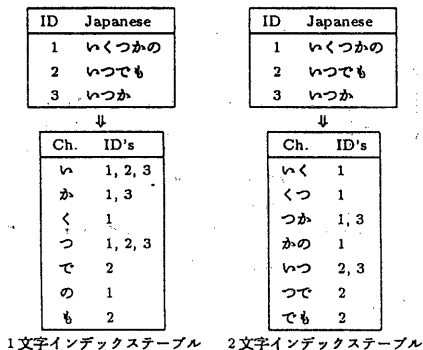 ID Japanese
1 いくつかの
2 いつでも
3 いつか
⇓
Ch. ID's
い 1, 2, 3
か 1, 3
く 1
つ 1, 2, 3
で 2
の 1
も 2
1文字インデックステーブル
ID Japanese
1 いくつかの
2 いつでも
3 いつか
⇓
Ch. ID's
いく 1
くつ 1
つか 1, 3
かの 1
いつ 2, 3
つで 2
でも 2
2文字インデックステーブル